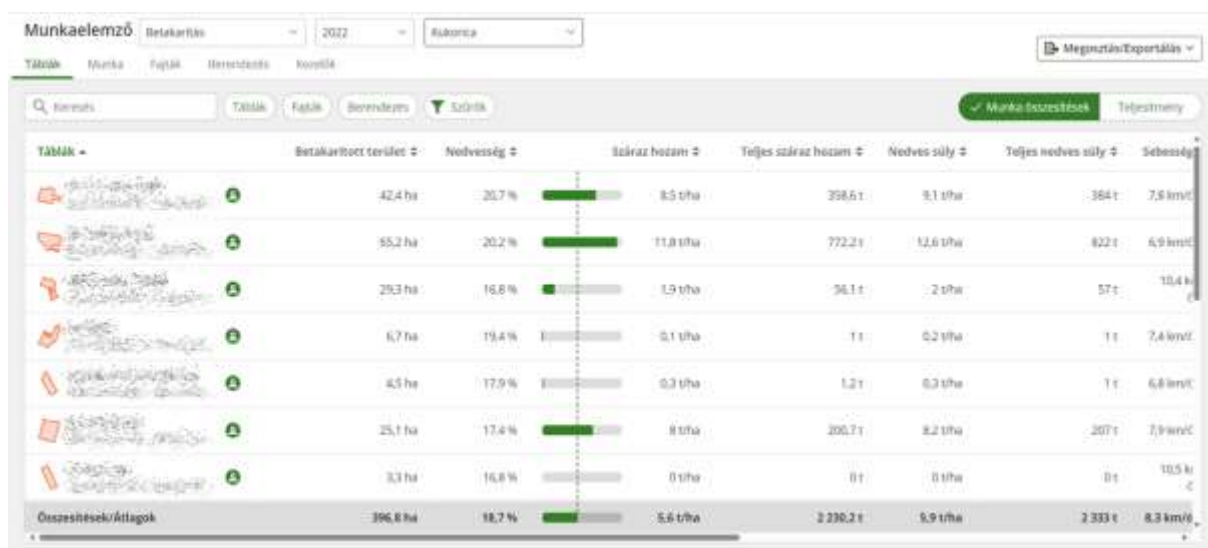 Munkaelemző Betakarítás 2022 Kukorica
Megosztás/Exportálás
Táblák Munka Fajták Berendezés Kezelők
Keresés Táblák Fajták Berendezés Szűrők Munka összesítések Teljesítmény
Táblák Betakarított terület Nedvesség Száraz hozam Teljes száraz hozam Nedves súly Teljes nedves súly Sebesség
42,4 ha 20,7 % 8,5 t/ha 358,6 t 9,1 t/ha 384 t 7,6 km/
65,2 ha 20,2 % 11,8 t/ha 772,2 t 12,6 t/ha 822 t 6,9 km/
29,3 ha 16,8 % 1,9 t/ha 56,1 t 2 t/ha 57 t 10,4 k
6,7 ha 19,4 % 0,1 t/ha 1 t 0,2 t/ha 1 t 7,4 km/
4,5 ha 17,9 % 0,3 t/ha 1,2 t 0,3 t/ha 1 t 6,8 km/
25,1 ha 17,4 % 8 t/ha 200,7 t 8,2 t/ha 207 t 7,9 km/
3,3 ha 16,8 % 0 t/ha 0 t 0 t/ha 0 t 10,5 k
Összesítések/Átlagok 396,8 ha 18,7 % 5,6 t/ha 2 230,2 t 5,9 t/ha 2 333 t 8,3 km/ó